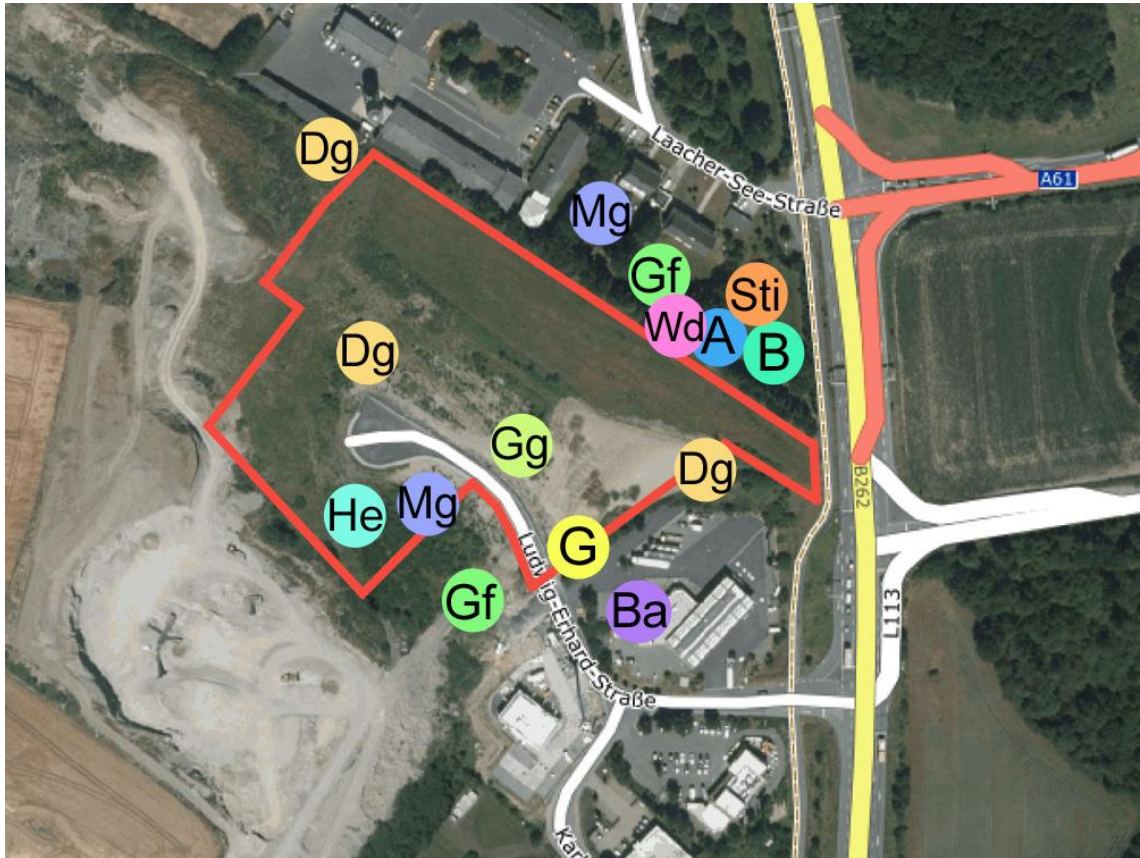 Dg
Laacher-See-Straße
A61
Mg
Gf
Sti
Wd
A
B
Dg
Gg
Dg
B262
He
Mg
G
Ludwig-Erhard-Straße
Gf
Ba
L113